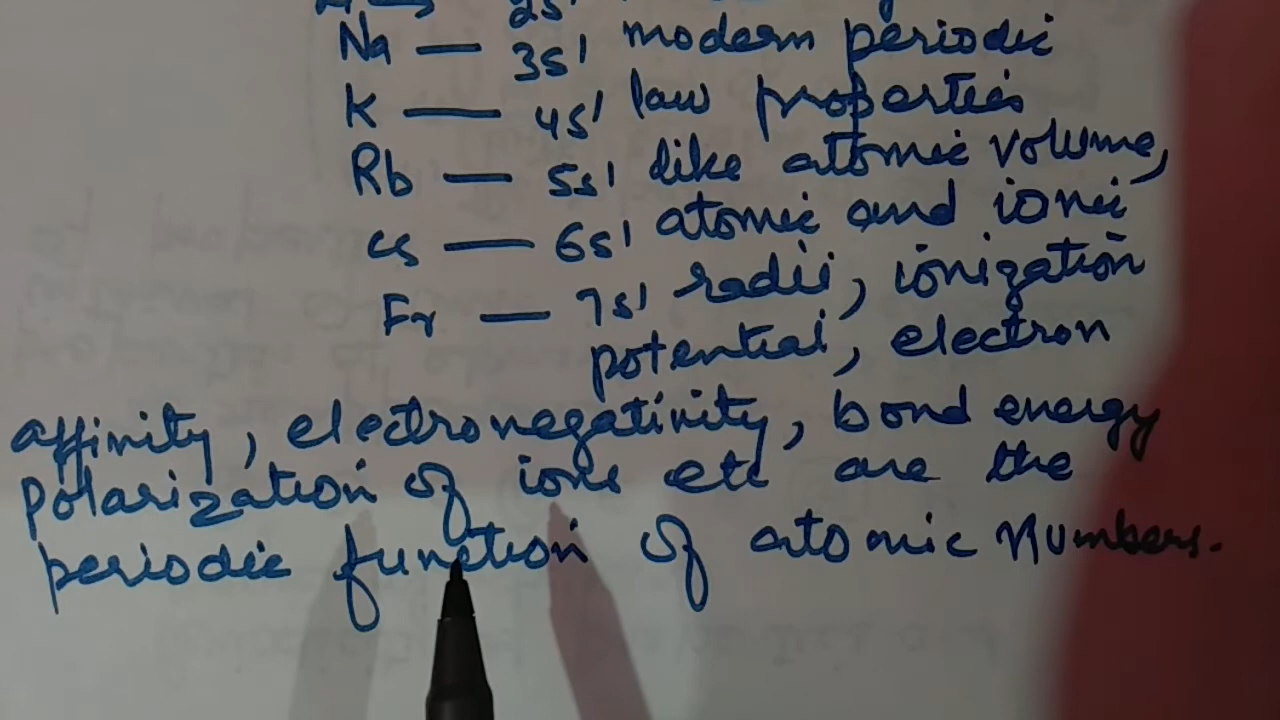 2s¹
Na — 3s¹ modern periodic
K — 4s¹ law properties
Rb — 5s¹ like atomic volume,
cs — 6s¹ atomic and ionic
Fr — 7s¹ radii, ionization
potential, electron
affinity, electronegativity, bond energy
polarization of ions etc are the
periodic function of atomic numbers.